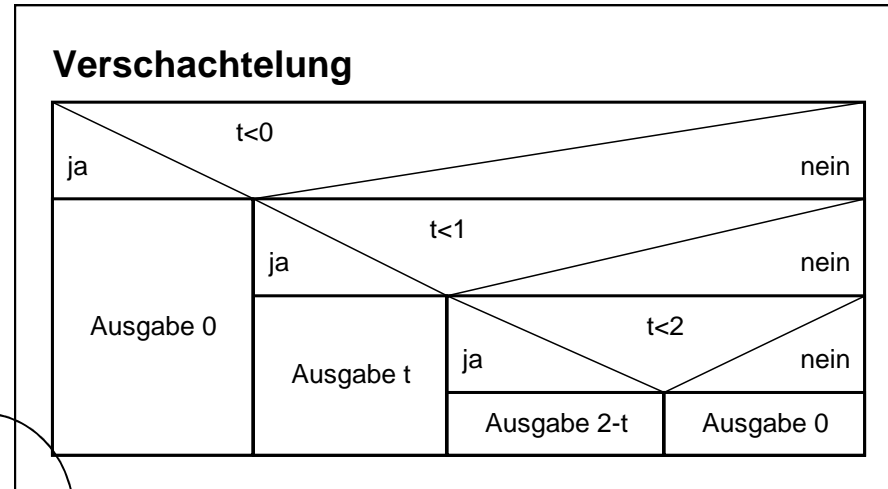 Verschachtelung
t<0
ja
nein
t<1
ja
nein
Ausgabe 0
t<2
ja
nein
Ausgabe t
Ausgabe 2-t
Ausgabe 0